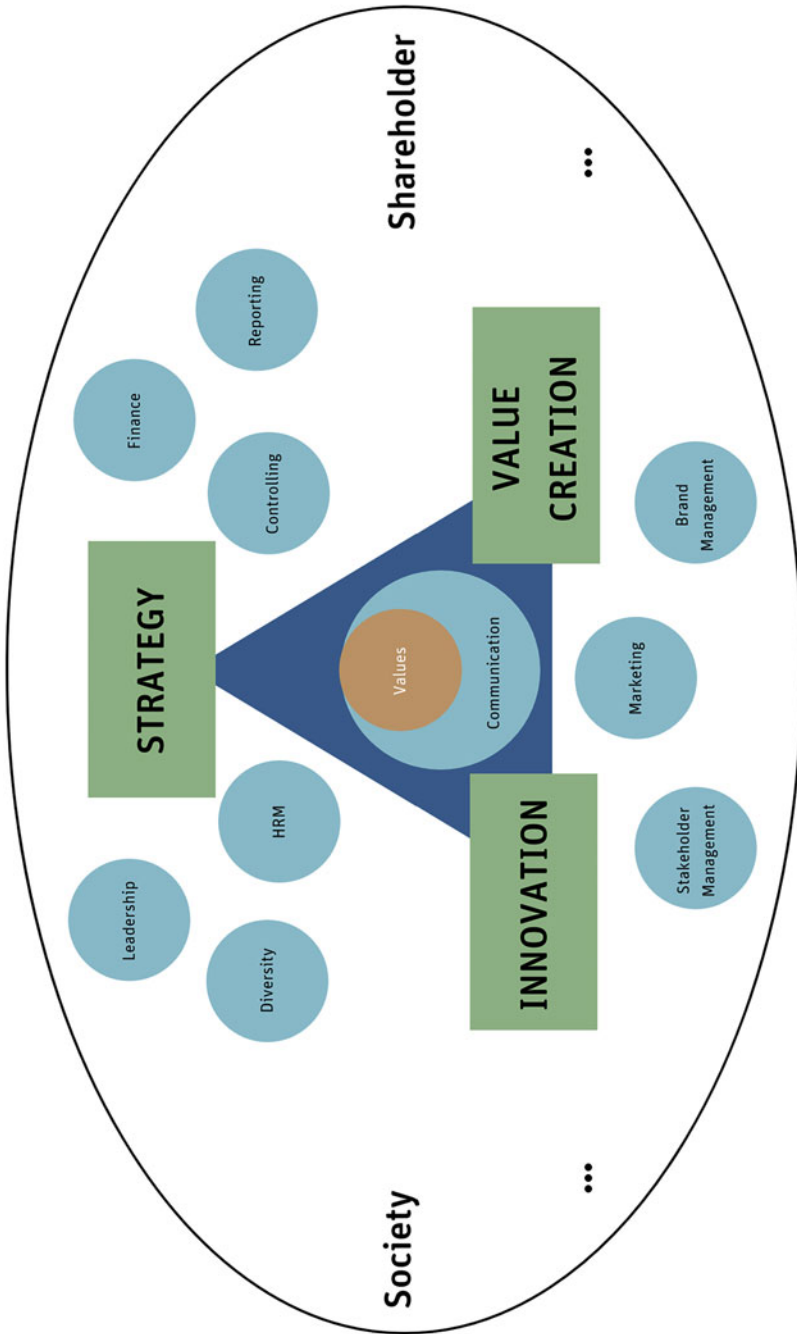 Leadership
Finance
STRATEGY
Diversity
HRM
Controlling
Reporting
Society
Shareholder
Values
Communication
INNOVATION
VALUE
CREATION
...
...
Stakeholder
Management
Marketing
Brand
Management